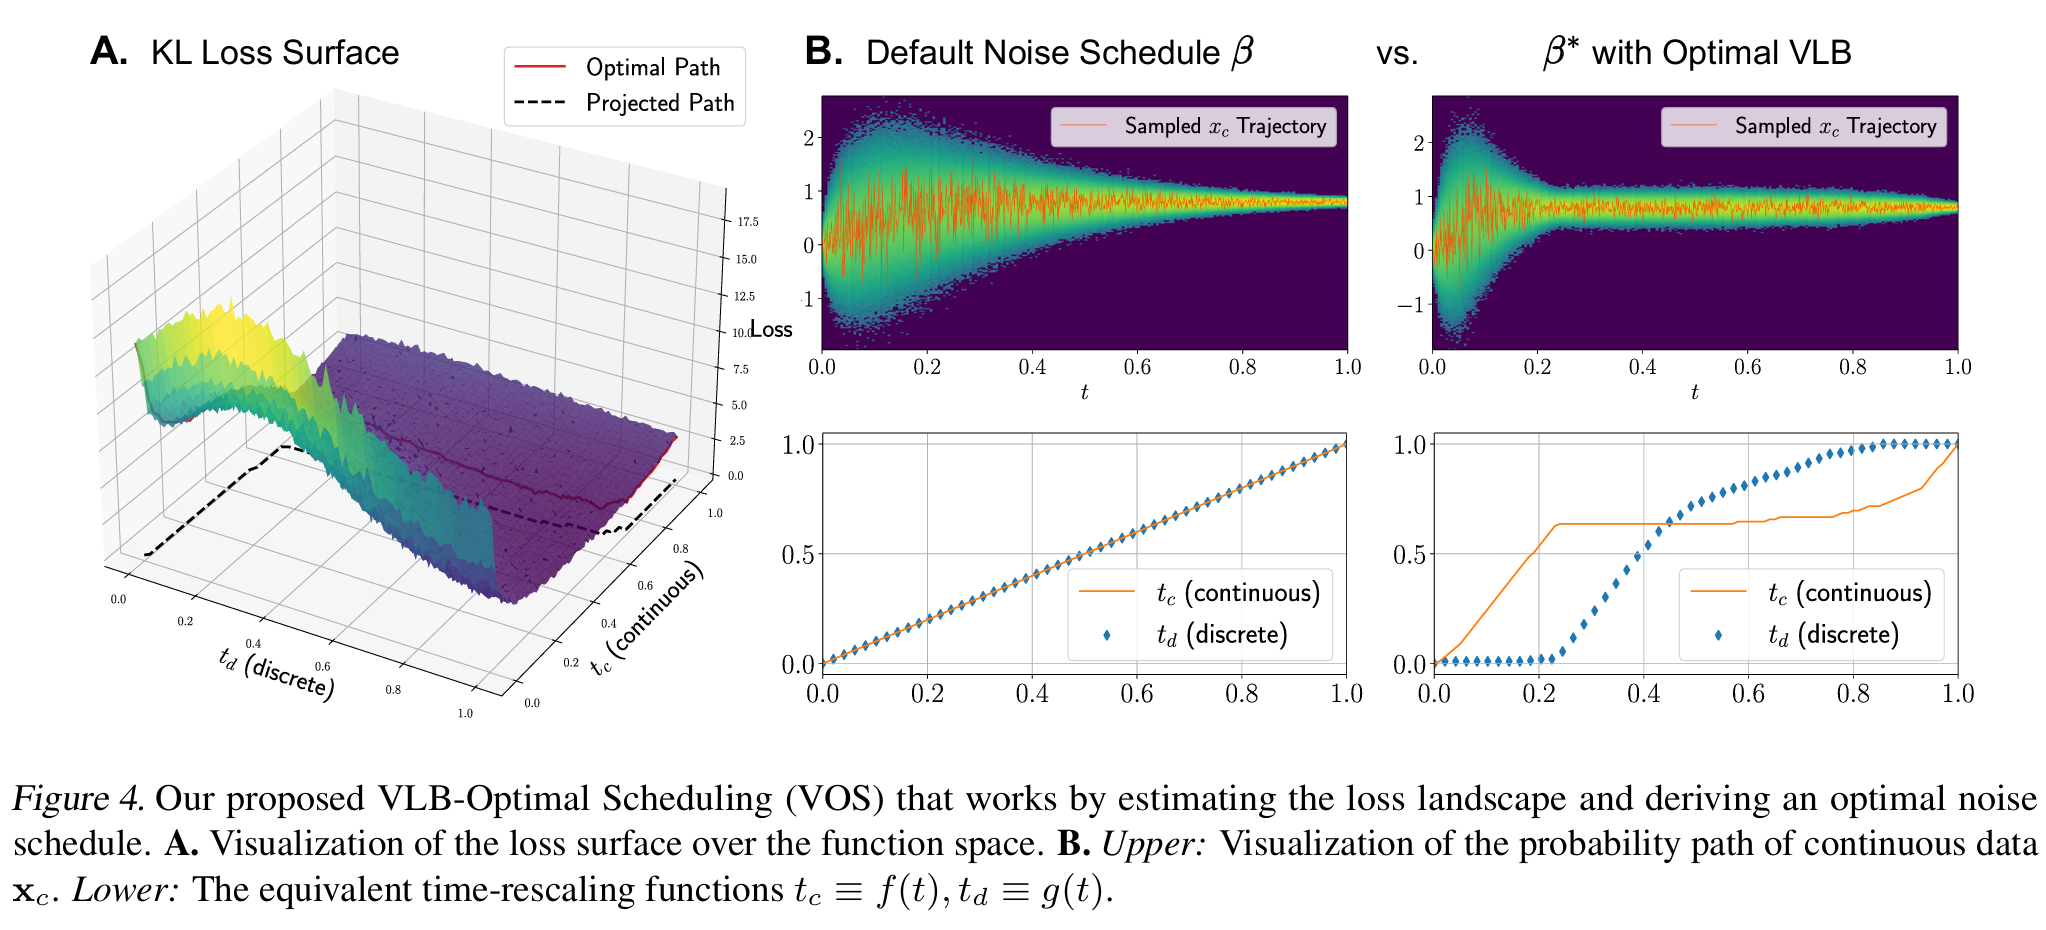 A. KL Loss Surface
Optimal Path
Projected Path
17.5
15.0
12.5
10.0
Loss
7.5
5.0
2.5
0.0
0.0
0.2
0.4
0.6
0.8
1.0
t_d (discrete)
0.0
0.2
0.4
0.6
0.8
1.0
t_c (continuous)
B. Default Noise Schedule β vs. β* with Optimal VLB
Sampled x_c Trajectory
2
1
0
1
0.0 0.2 0.4 0.6 0.8 1.0
t
Sampled x_c Trajectory
2
1
0
−1
0.0 0.2 0.4 0.6 0.8 1.0
t
1.0
0.5
0.0
t_c (continuous)
t_d (discrete)
0.0 0.2 0.4 0.6 0.8 1.0
1.0
0.5
0.0
t_c (continuous)
t_d (discrete)
0.0 0.2 0.4 0.6 0.8 1.0
Figure 4. Our proposed VLB-Optimal Scheduling (VOS) that works by estimating the loss landscape and deriving an optimal noise
schedule. A. Visualization of the loss surface over the function space. B. Upper: Visualization of the probability path of continuous data
x_c. Lower: The equivalent time-rescaling functions t_c ≡ f(t), t_d ≡ g(t).